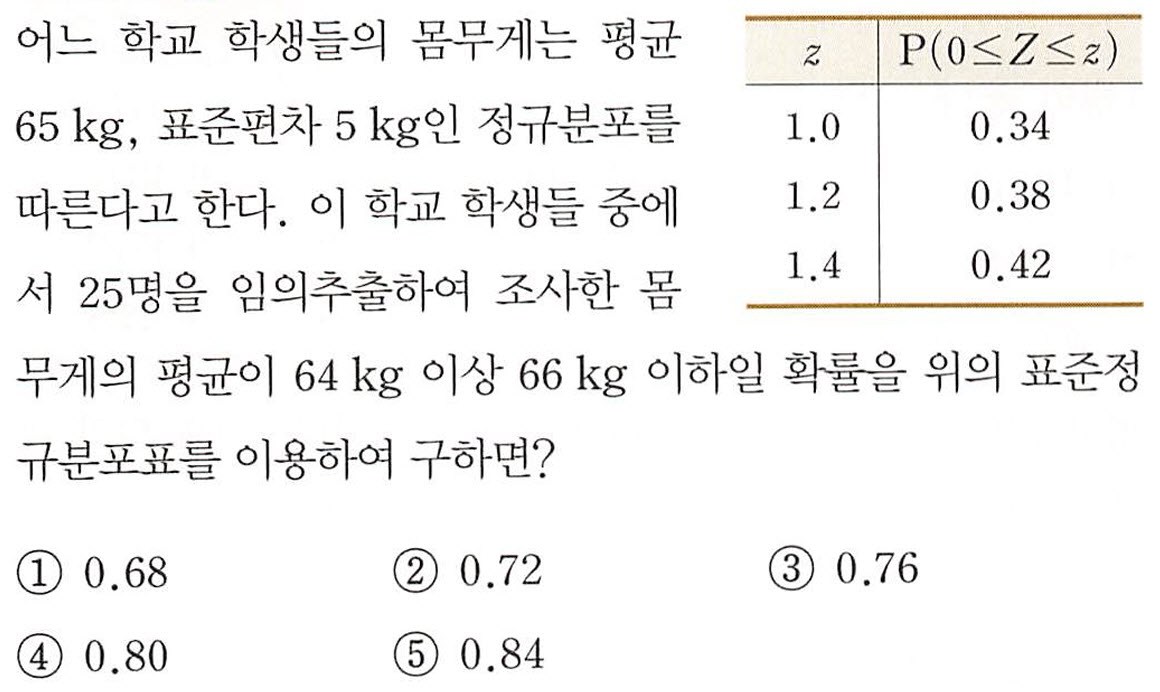 어느 학교 학생들의 몸무게는 평균
65 kg, 표준편차 5 kg인 정규분포를
따른다고 한다. 이 학교 학생들 중에
서 25명을 임의추출하여 조사한 몸
무게의 평균이 64 kg 이상 66 kg 이하일 확률을 위의 표준정
규분포표를 이용하여 구하면?
z P(0≤Z≤z)
1.0 0.34
1.2 0.38
1.4 0.42
① 0.68 ② 0.72 ③ 0.76
④ 0.80 ⑤ 0.84